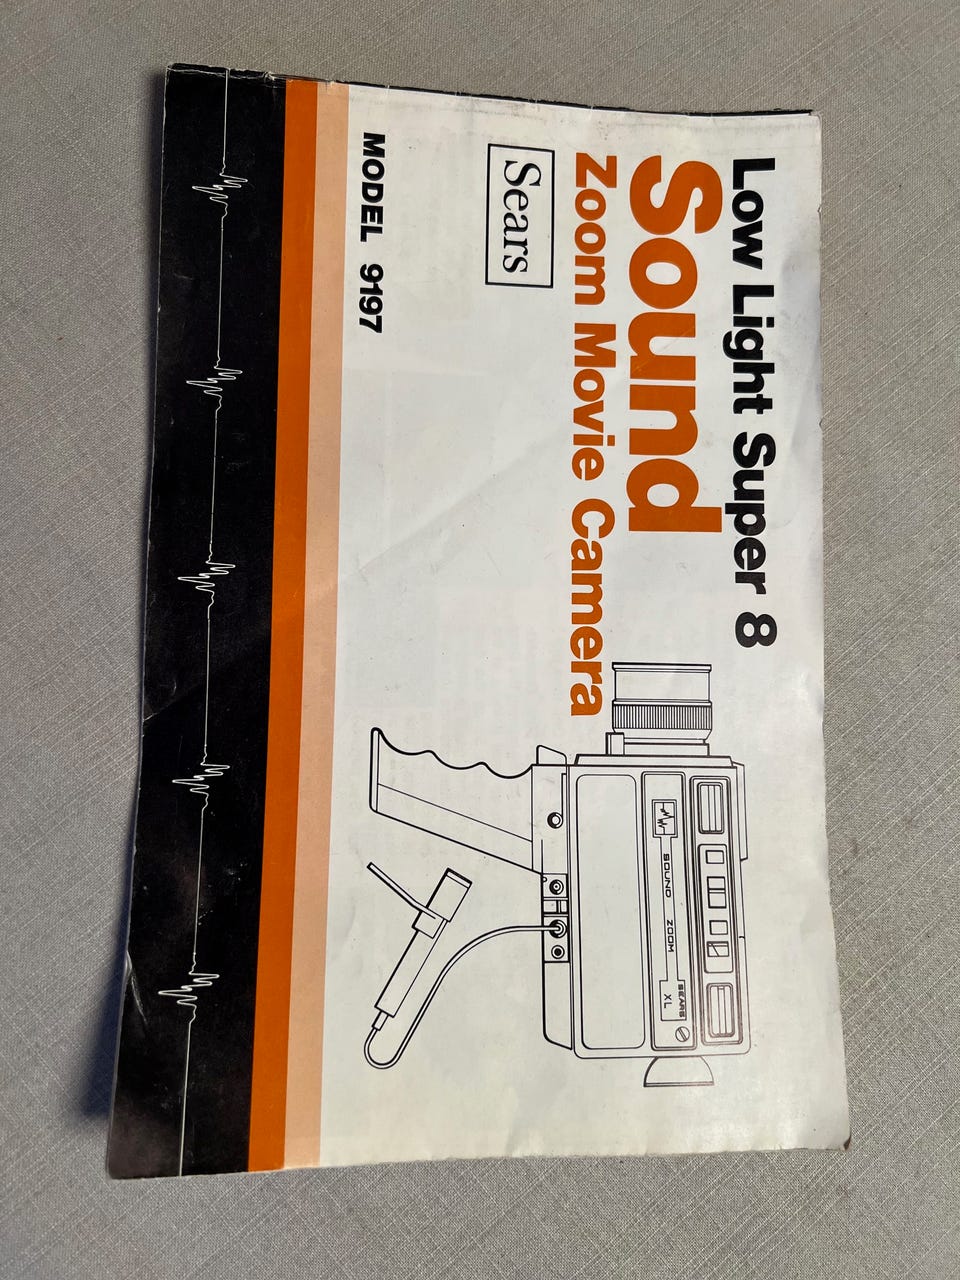 Low Light Super 8
Sound
Zoom Movie Camera
Sears
MODEL 9197
SOUND ZOOM
SEARS
XL